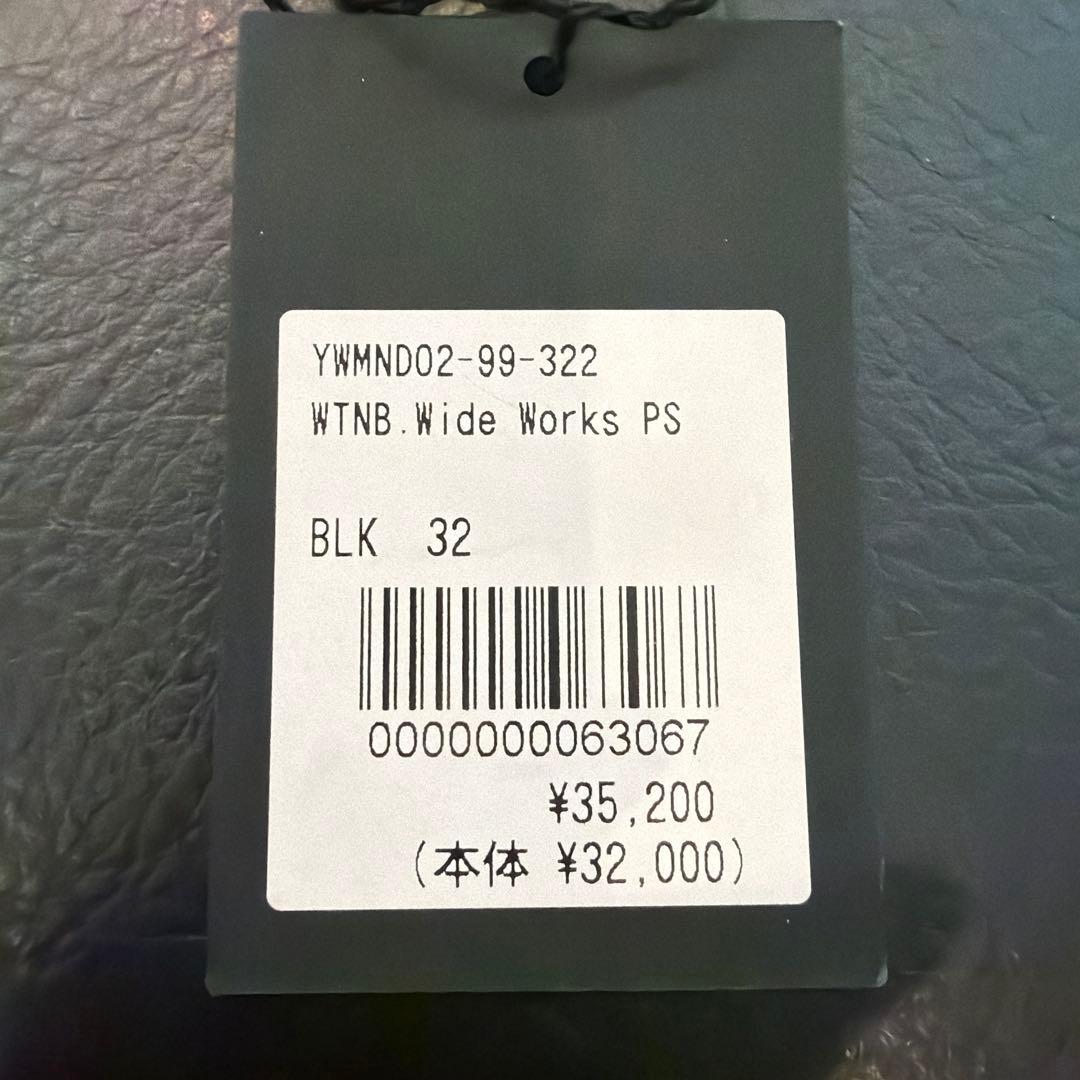 YWMND02-99-322
WTNB.Wide Works PS
BLK 32
0000000063067
¥35,200
(本体 ¥32,000)